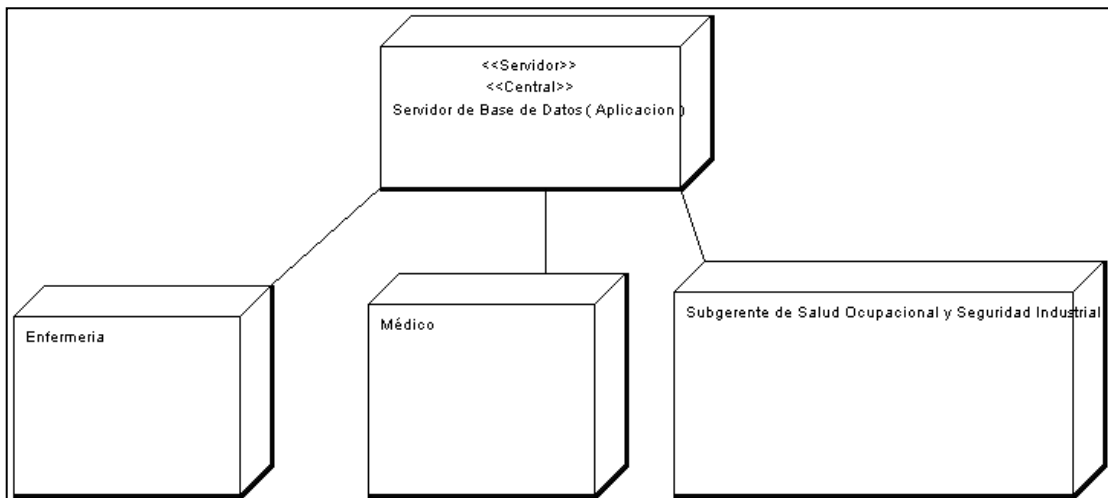 <<Servidor>>
<<Central>>
Servidor de Base de Datos ( Aplicacion )
Enfermeria
Médico
Subgerente de Salud Ocupacional y Seguridad Industrial